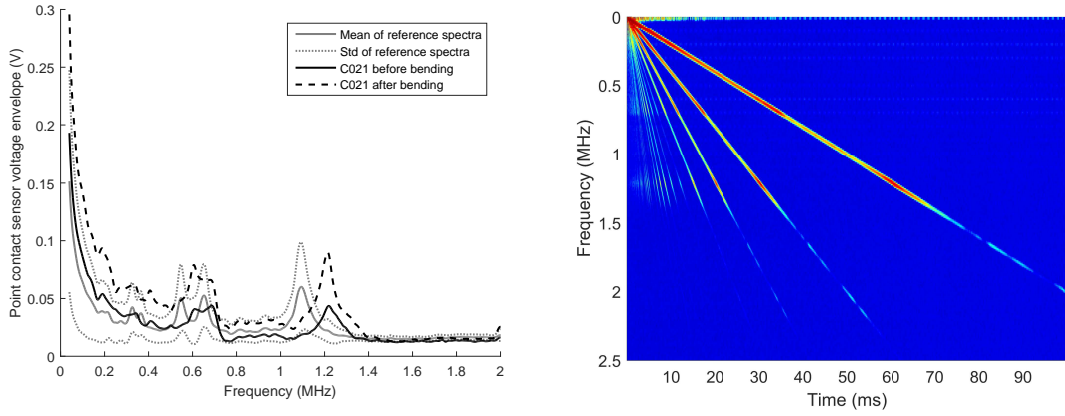 0.3
0.25
0.2
0.15
0.1
0.05
0
Point contact sensor voltage envelope (V)
Mean of reference spectra
Std of reference spectra
C021 before bending
C021 after bending
0 0.2 0.4 0.6 0.8 1 1.2 1.4 1.6 1.8 2
Frequency (MHz)
0
0.5
1
1.5
2
2.5
Frequency (MHz)
10 20 30 40 50 60 70 80 90
Time (ms)